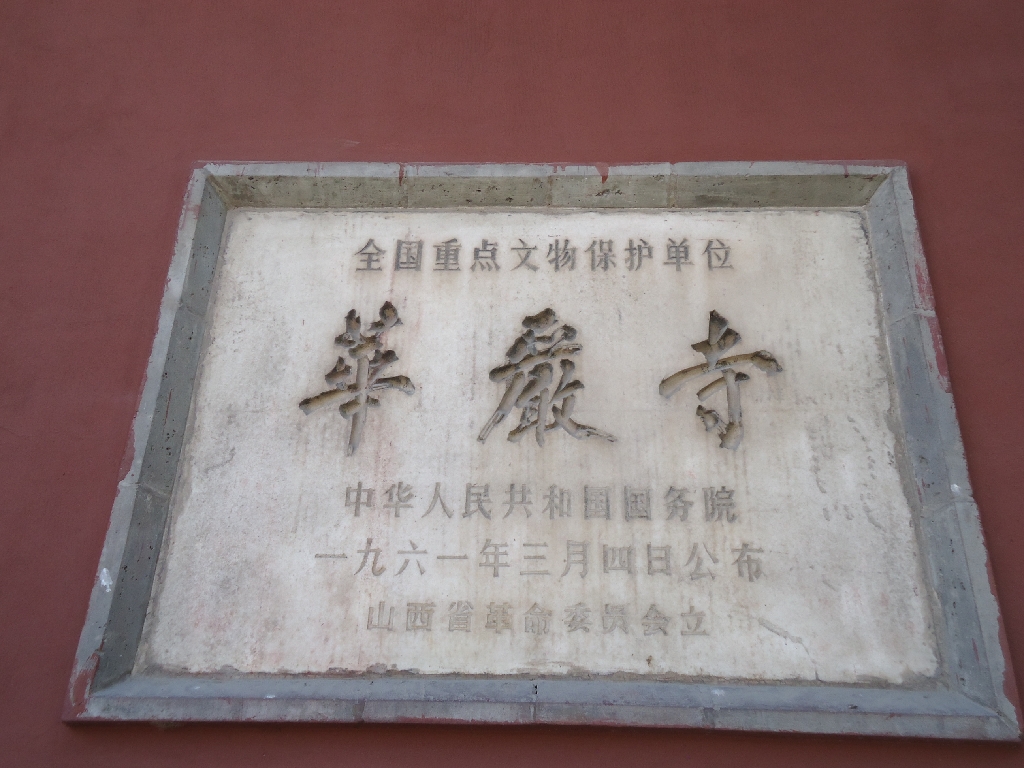 全国重点文物保护单位
華嚴寺
中华人民共和国国务院
一九六一年三月四日公布
山西省革命委员会立